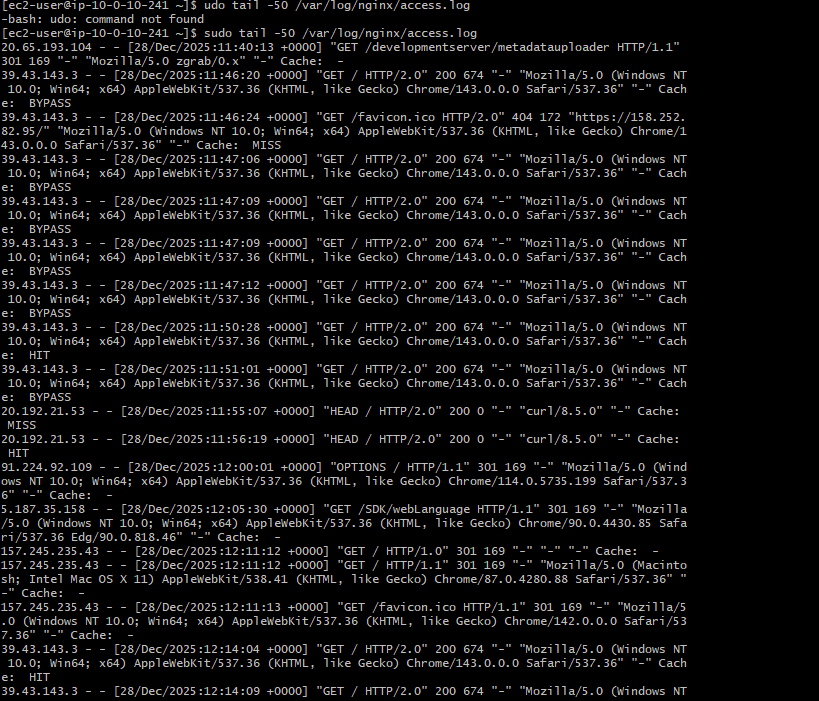 [ec2-user@ip-10-0-10-241 ~]$ udo tail -50 /var/log/nginx/access.log
-bash: udo: command not found
[ec2-user@ip-10-0-10-241 ~]$ sudo tail -50 /var/log/nginx/access.log
20.65.193.104 - - [28/Dec/2025:11:40:13 +0000] "GET /developmentserver/metadatauploader HTTP/1.1"
301 169 "-" "Mozilla/5.0 zgrab/0.x" "-" Cache:  -
39.43.143.3 - - [28/Dec/2025:11:46:20 +0000] "GET / HTTP/2.0" 200 674 "-" "Mozilla/5.0 (Windows NT
 10.0; Win64; x64) AppleWebKit/537.36 (KHTML, like Gecko) Chrome/143.0.0.0 Safari/537.36" "-" Cach
e:  BYPASS
39.43.143.3 - - [28/Dec/2025:11:46:24 +0000] "GET /favicon.ico HTTP/2.0" 404 172 "https://158.252.
82.95/" "Mozilla/5.0 (Windows NT 10.0; Win64; x64) AppleWebKit/537.36 (KHTML, like Gecko) Chrome/1
43.0.0.0 Safari/537.36" "-" Cache:  MISS
39.43.143.3 - - [28/Dec/2025:11:47:06 +0000] "GET / HTTP/2.0" 200 674 "-" "Mozilla/5.0 (Windows NT
 10.0; Win64; x64) AppleWebKit/537.36 (KHTML, like Gecko) Chrome/143.0.0.0 Safari/537.36" "-" Cach
e:  BYPASS
39.43.143.3 - - [28/Dec/2025:11:47:09 +0000] "GET / HTTP/2.0" 200 674 "-" "Mozilla/5.0 (Windows NT
 10.0; Win64; x64) AppleWebKit/537.36 (KHTML, like Gecko) Chrome/143.0.0.0 Safari/537.36" "-" Cach
e:  BYPASS
39.43.143.3 - - [28/Dec/2025:11:47:09 +0000] "GET / HTTP/2.0" 200 674 "-" "Mozilla/5.0 (Windows NT
 10.0; Win64; x64) AppleWebKit/537.36 (KHTML, like Gecko) Chrome/143.0.0.0 Safari/537.36" "-" Cach
e:  BYPASS
39.43.143.3 - - [28/Dec/2025:11:47:12 +0000] "GET / HTTP/2.0" 200 674 "-" "Mozilla/5.0 (Windows NT
 10.0; Win64; x64) AppleWebKit/537.36 (KHTML, like Gecko) Chrome/143.0.0.0 Safari/537.36" "-" Cach
e:  BYPASS
39.43.143.3 - - [28/Dec/2025:11:50:28 +0000] "GET / HTTP/2.0" 200 674 "-" "Mozilla/5.0 (Windows NT
 10.0; Win64; x64) AppleWebKit/537.36 (KHTML, like Gecko) Chrome/143.0.0.0 Safari/537.36" "-" Cach
e:  HIT
39.43.143.3 - - [28/Dec/2025:11:51:01 +0000] "GET / HTTP/2.0" 200 674 "-" "Mozilla/5.0 (Windows NT
 10.0; Win64; x64) AppleWebKit/537.36 (KHTML, like Gecko) Chrome/143.0.0.0 Safari/537.36" "-" Cach
e:  BYPASS
20.192.21.53 - - [28/Dec/2025:11:55:07 +0000] "HEAD / HTTP/2.0" 200 0 "-" "curl/8.5.0" "-" Cache:
 MISS
20.192.21.53 - - [28/Dec/2025:11:56:19 +0000] "HEAD / HTTP/2.0" 200 0 "-" "curl/8.5.0" "-" Cache:
 HIT
91.224.92.109 - - [28/Dec/2025:12:00:01 +0000] "OPTIONS / HTTP/1.1" 301 169 "-" "Mozilla/5.0 (Wind
ows NT 10.0; Win64; x64) AppleWebKit/537.36 (KHTML, like Gecko) Chrome/114.0.5735.199 Safari/537.3
6" "-" Cache:  -
5.187.35.158 - - [28/Dec/2025:12:05:30 +0000] "GET /SDK/webLanguage HTTP/1.1" 301 169 "-" "Mozilla
/5.0 (Windows NT 10.0; Win64; x64) AppleWebKit/537.36 (KHTML, like Gecko) Chrome/90.0.4430.85 Safa
ri/537.36 Edg/90.0.818.46" "-" Cache:  -
157.245.235.43 - - [28/Dec/2025:12:11:12 +0000] "GET / HTTP/1.0" 301 169 "-" "-" "-" Cache:  -
157.245.235.43 - - [28/Dec/2025:12:11:12 +0000] "GET / HTTP/1.1" 301 169 "-" "Mozilla/5.0 (Macinto
sh; Intel Mac OS X 11) AppleWebKit/538.41 (KHTML, like Gecko) Chrome/87.0.4280.88 Safari/537.36" "
-" Cache:  -
157.245.235.43 - - [28/Dec/2025:12:11:13 +0000] "GET /favicon.ico HTTP/1.1" 301 169 "-" "Mozilla/5
.0 (Windows NT 10.0; Win64; x64) AppleWebKit/537.36 (KHTML, like Gecko) Chrome/142.0.0.0 Safari/53
7.36" "-" Cache:  -
39.43.143.3 - - [28/Dec/2025:12:14:04 +0000] "GET / HTTP/2.0" 200 674 "-" "Mozilla/5.0 (Windows NT
 10.0; Win64; x64) AppleWebKit/537.36 (KHTML, like Gecko) Chrome/143.0.0.0 Safari/537.36" "-" Cach
e:  HIT
39.43.143.3 - - [28/Dec/2025:12:14:09 +0000] "GET / HTTP/2.0" 200 674 "-" "Mozilla/5.0 (Windows NT